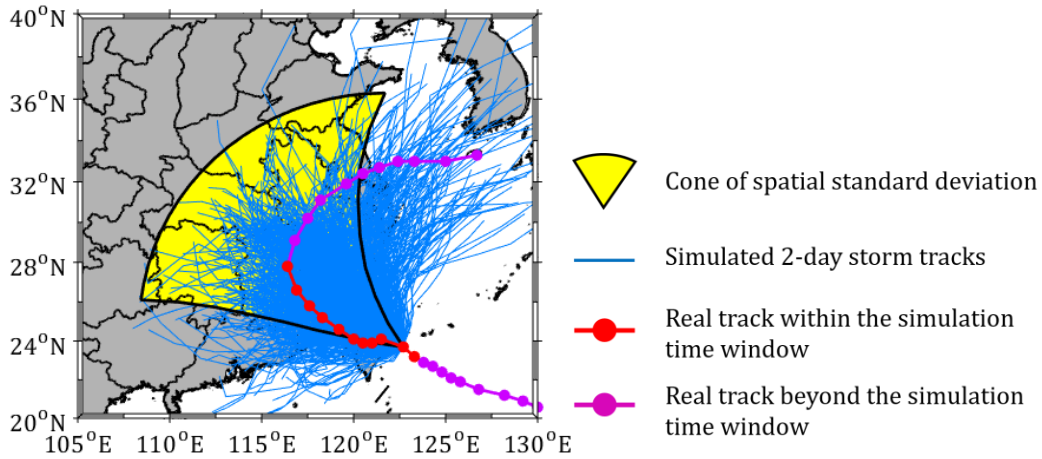 40°N
36°N
32°N
28°N
24°N
20°N
105°E 110°E 115°E 120°E 125°E 130°E
Cone of spatial standard deviation
Simulated 2-day storm tracks
Real track within the simulation
time window
Real track beyond the simulation
time window